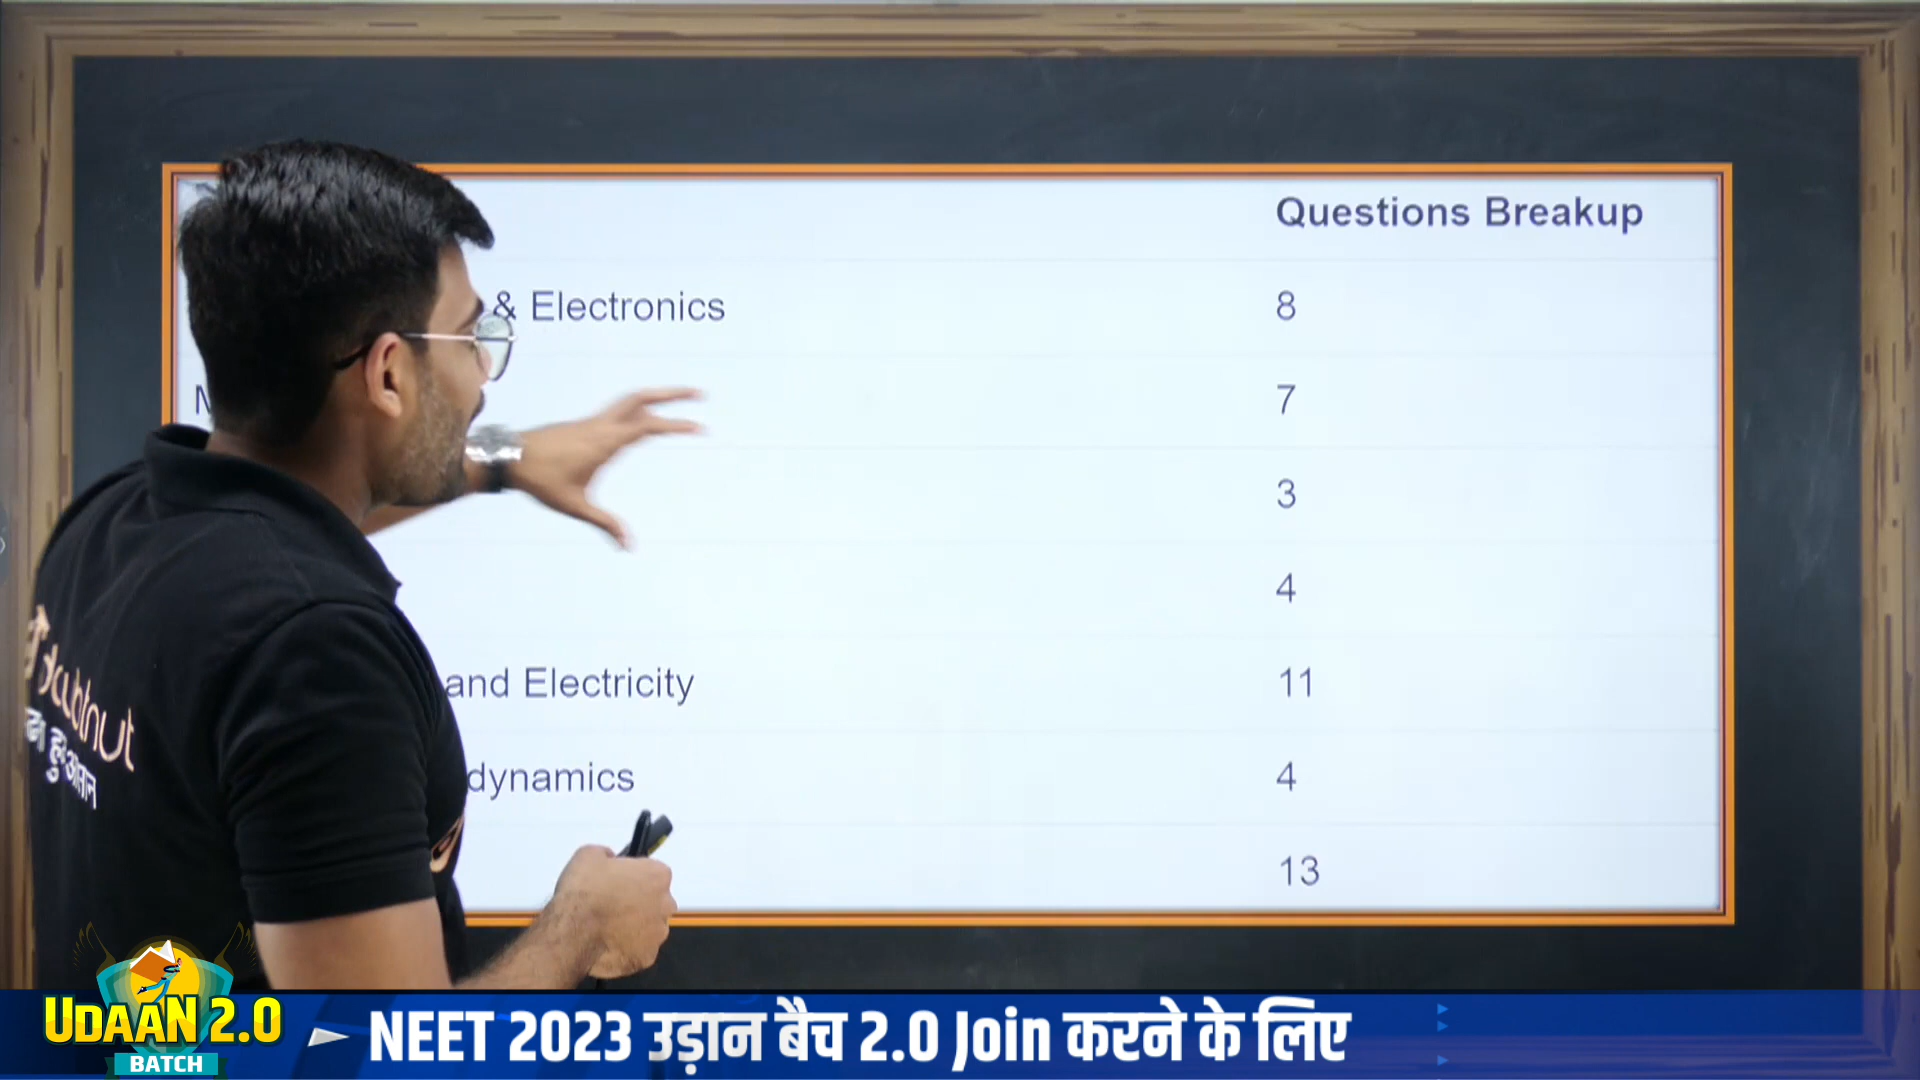 Questions Breakup
& Electronics 8
7
3
4
and Electricity 11
dynamics 4
13
doubtnut
UDAAN 2.0
BATCH
NEET 2023 उड़ान बैच 2.0 Join करने के लिए